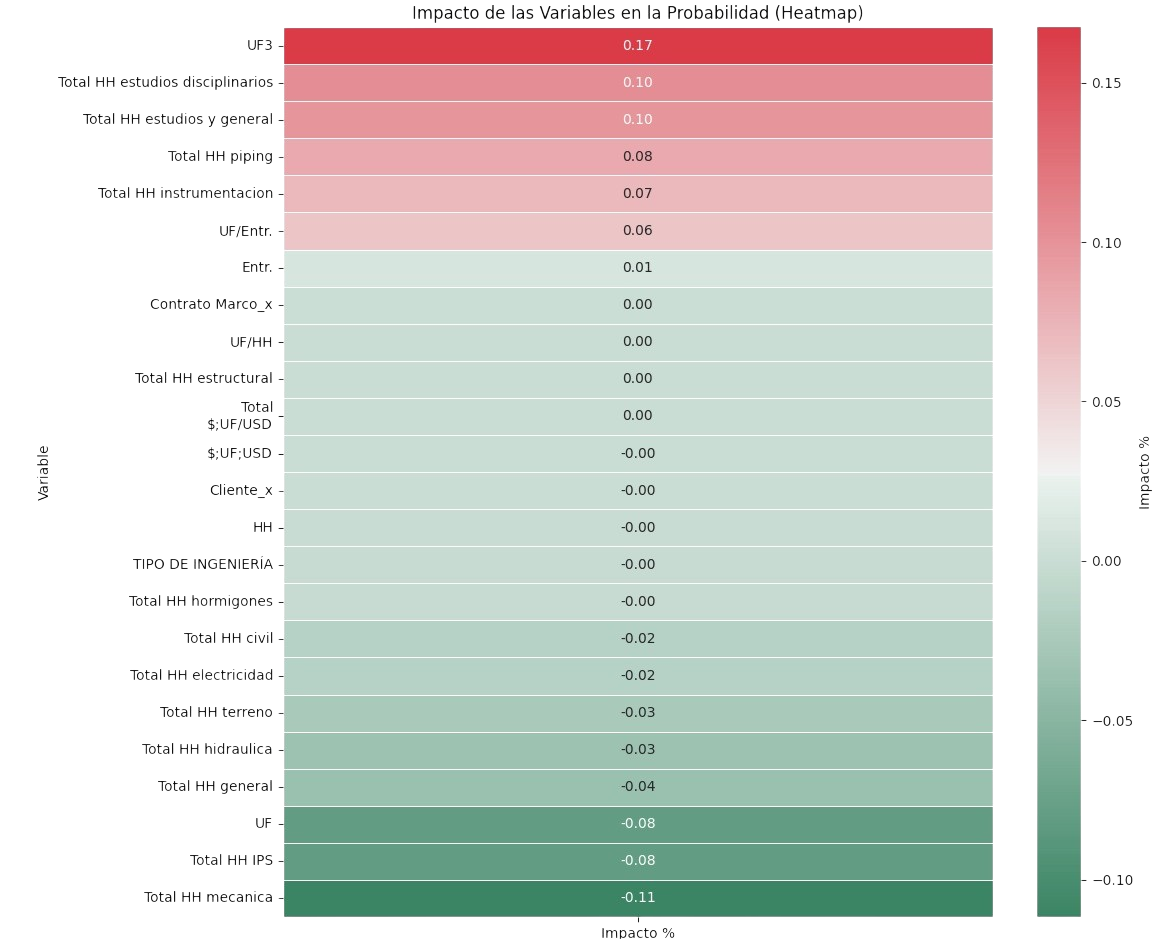 Impacto de las Variables en la Probabilidad (Heatmap)
UF3 0.17
Total HH estudios disciplinarios 0.10
Total HH estudios y general 0.10
Total HH piping 0.08
Total HH instrumentacion 0.07
UF/Entr. 0.06
Entr. 0.01
Contrato Marco_x 0.00
UF/HH 0.00
Total HH estructural 0.00
Total
$;UF/USD 0.00
$;UF;USD -0.00
Cliente_x -0.00
HH -0.00
TIPO DE INGENIERÍA -0.00
Total HH hormigones -0.00
Total HH civil -0.02
Total HH electricidad -0.02
Total HH terreno -0.03
Total HH hidraulica -0.03
Total HH general -0.04
UF -0.08
Total HH IPS -0.08
Total HH mecanica -0.11
Impacto %
Variable
0.15
0.10
0.05
0.00
−0.05
−0.10
Impacto %